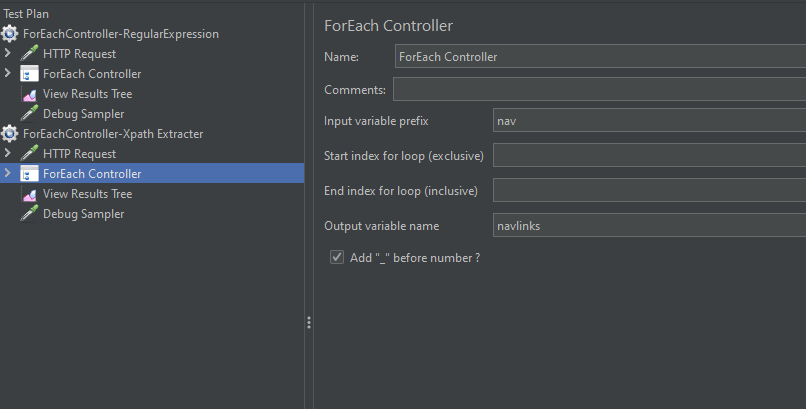 Test Plan
ForEachController-RegularExpression
HTTP Request
ForEach Controller
View Results Tree
Debug Sampler
ForEachController-Xpath Extracter
HTTP Request
ForEach Controller
View Results Tree
Debug Sampler
ForEach Controller
Name: ForEach Controller
Comments:
Input variable prefix nav
Start index for loop (exclusive)
End index for loop (inclusive)
Output variable name navlinks
Add "_" before number ?